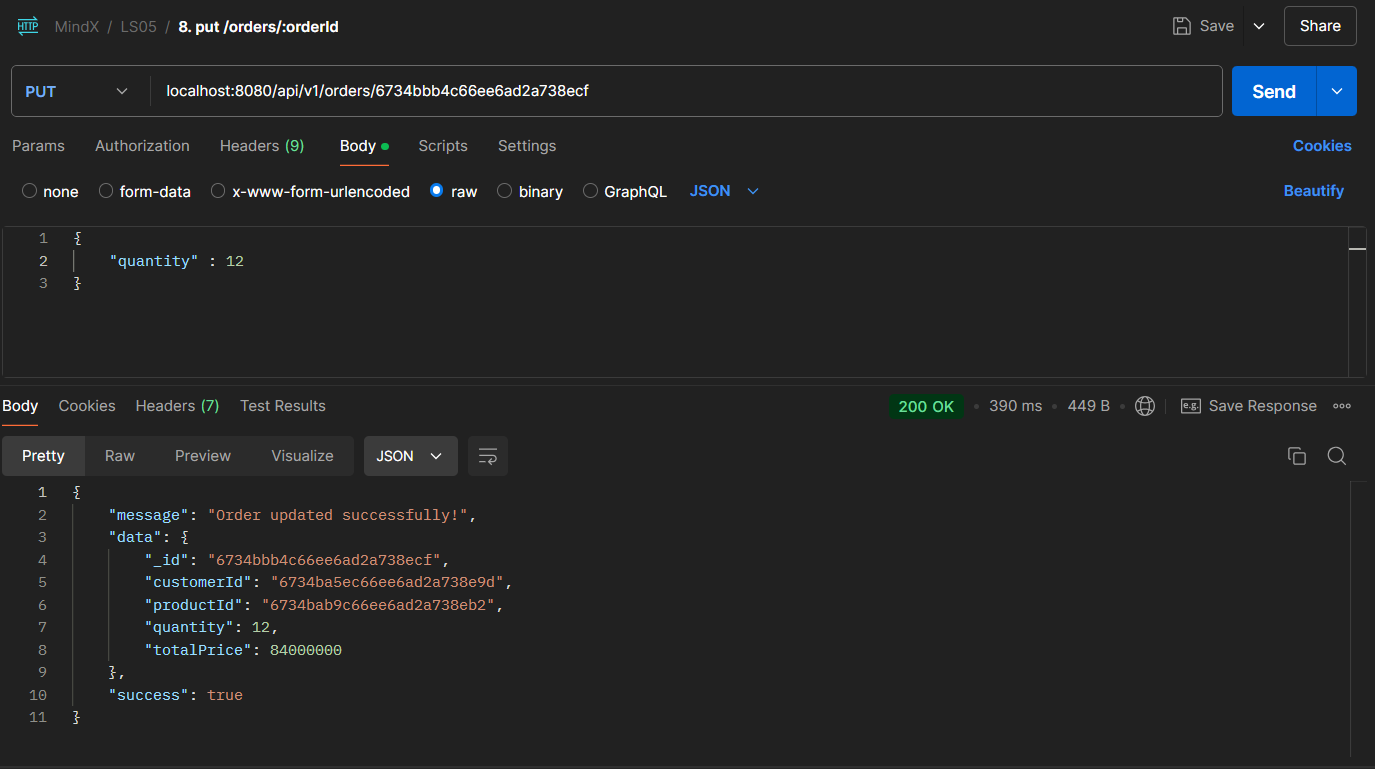 HTTP MindX / LS05 / 8. put /orders/:orderId Save Share
PUT localhost:8080/api/v1/orders/6734bbb4c66ee6ad2a738ecf Send
Params Authorization Headers (9) Body Scripts Settings Cookies
none form-data x-www-form-urlencoded raw binary GraphQL JSON Beautify
1 {
2 "quantity" : 12
3 }
Body Cookies Headers (7) Test Results 200 OK 390 ms 449 B e.g. Save Response
Pretty Raw Preview Visualize JSON
1 {
2 "message": "Order updated successfully!",
3 "data": {
4 "_id": "6734bbb4c66ee6ad2a738ecf",
5 "customerId": "6734ba5ec66ee6ad2a738e9d",
6 "productId": "6734bab9c66ee6ad2a738eb2",
7 "quantity": 12,
8 "totalPrice": 84000000
9 },
10 "success": true
11 }